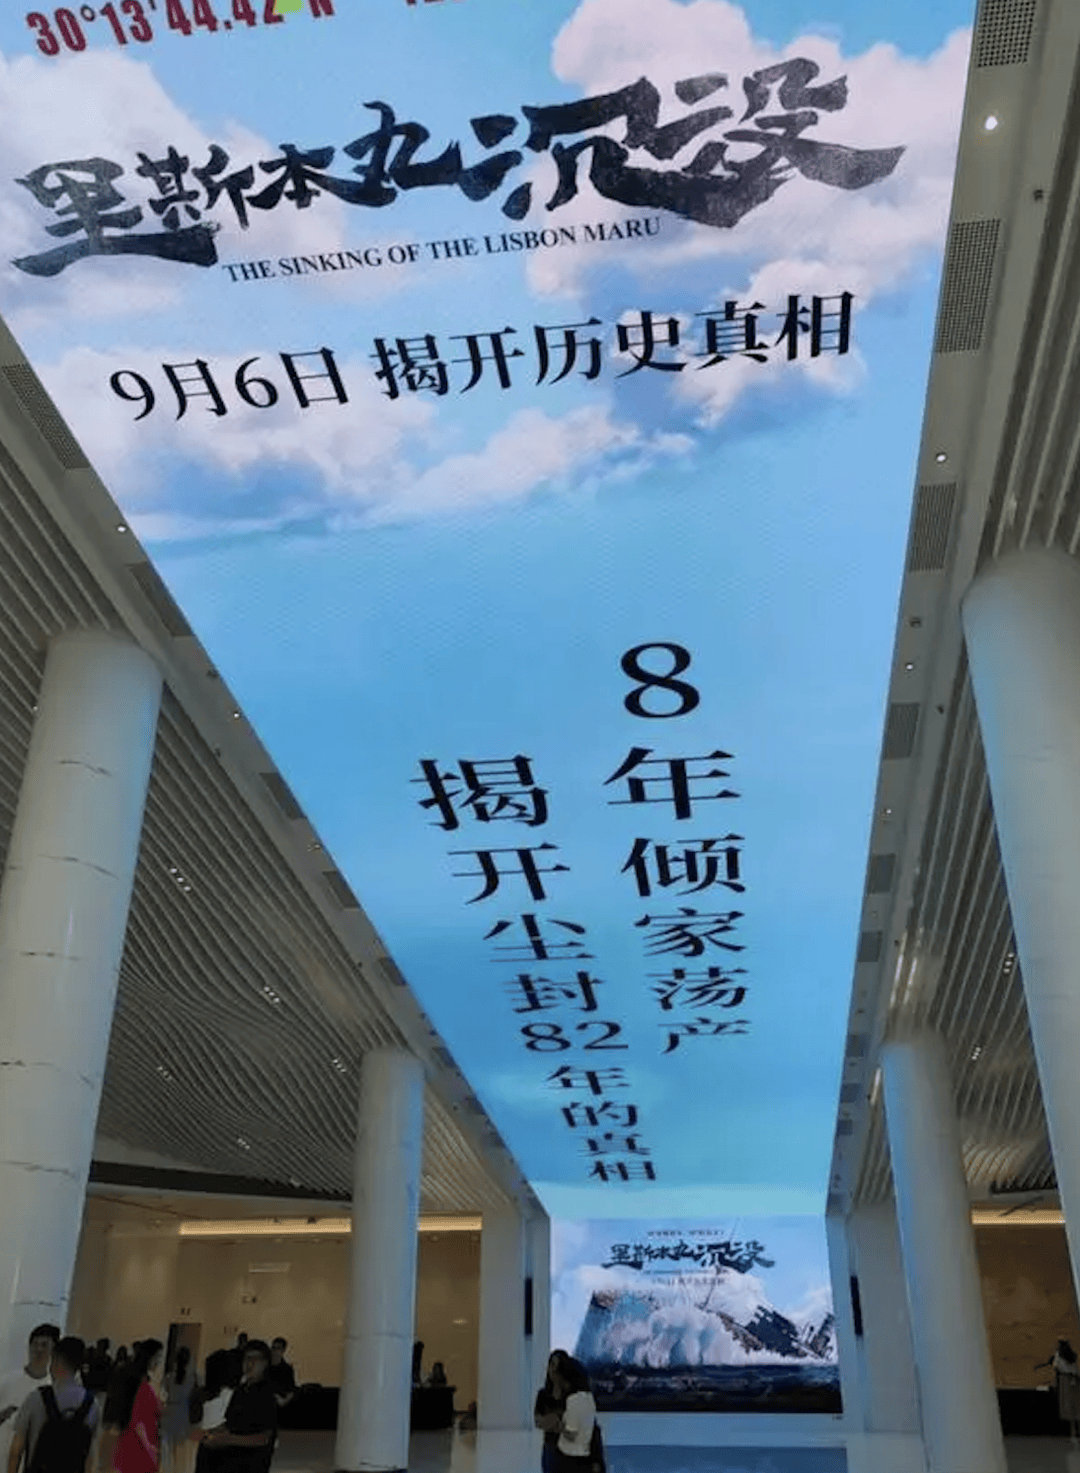 30°13'44.42"N
里斯本丸沉没
THE SINKING OF THE LISBON MARU
9月6日 揭开历史真相
8年倾家荡产
揭开尘封82年的真相
里斯本丸沉没